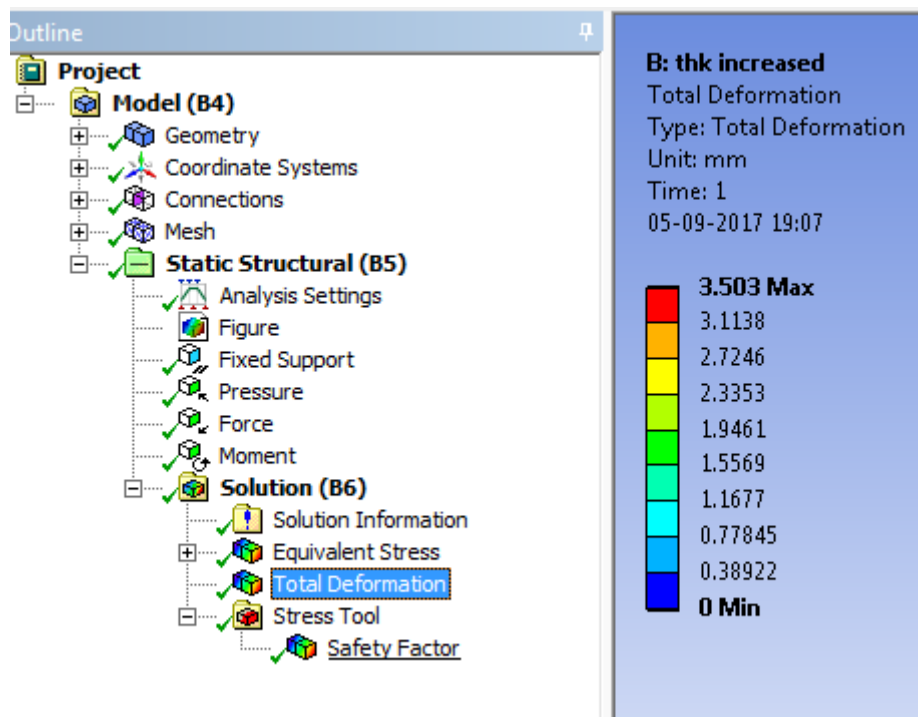 Outline
Project
Model (B4)
Geometry
Coordinate Systems
Connections
Mesh
Static Structural (B5)
Analysis Settings
Figure
Fixed Support
Pressure
Force
Moment
Solution (B6)
Solution Information
Equivalent Stress
Total Deformation
Stress Tool
Safety Factor
B: thk increased
Total Deformation
Type: Total Deformation
Unit: mm
Time: 1
05-09-2017 19:07
3.503 Max
3.1138
2.7246
2.3353
1.9461
1.5569
1.1677
0.77845
0.38922
0 Min